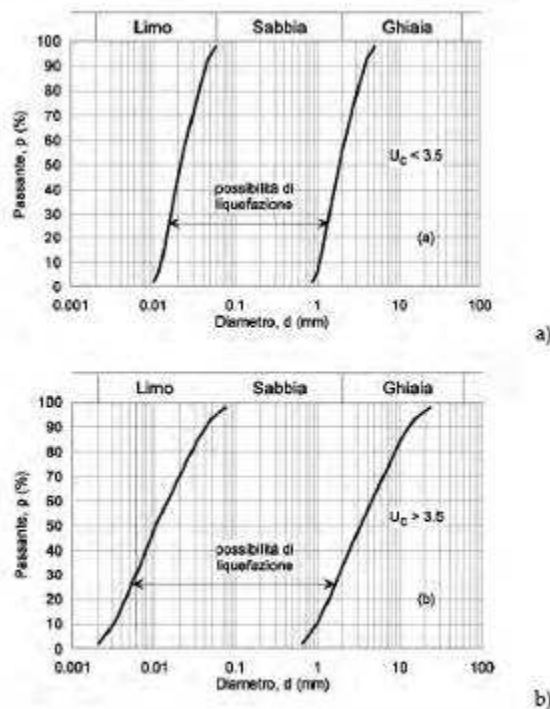 Limo Sabbia Ghiaia
100
90
80
70
60
50
40
30
20
10
0
Passante, p (%)
U_C < 3.5
possibilità di
liquefazione
(a)
0.001 0.01 0.1 1 10 100
Diametro, d (mm)
a)
Limo Sabbia Ghiaia
100
90
80
70
60
50
40
30
20
10
0
Passante, p (%)
U_C > 3.5
possibilità di
liquefazione
(b)
0.001 0.01 0.1 1 10 100
Diametro, d (mm)
b)